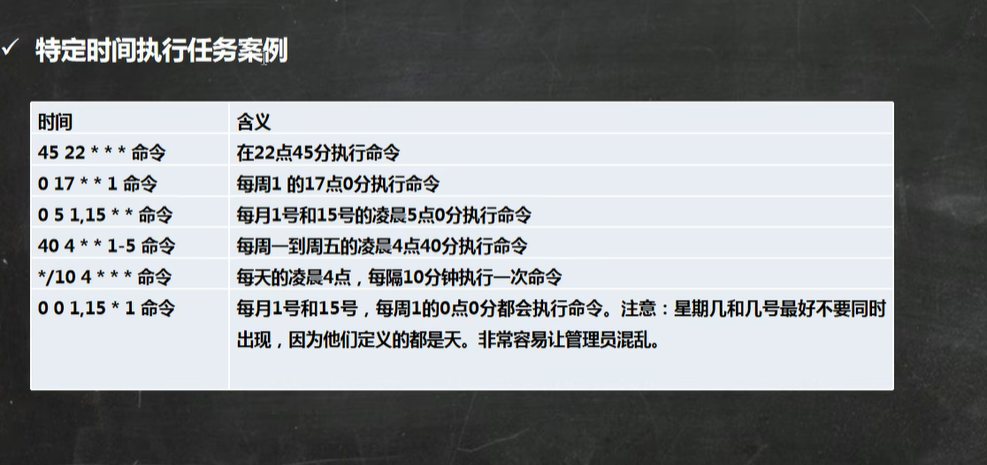 ✓ 特定时间执行任务案例
时间 含义
45 22 * * * 命令 在22点45分执行命令
0 17 * * 1 命令 每周1 的17点0分执行命令
0 5 1,15 * * 命令 每月1号和15号的凌晨5点0分执行命令
40 4 * * 1-5 命令 每周一到周五的凌晨4点40分执行命令
*/10 4 * * * 命令 每天的凌晨4点，每隔10分钟执行一次命令
0 0 1,15 * 1 命令 每月1号和15号，每周1的0点0分都会执行命令。注意：星期几和几号最好不要同时
出现，因为他们定义的都是天。非常容易让管理员混乱。